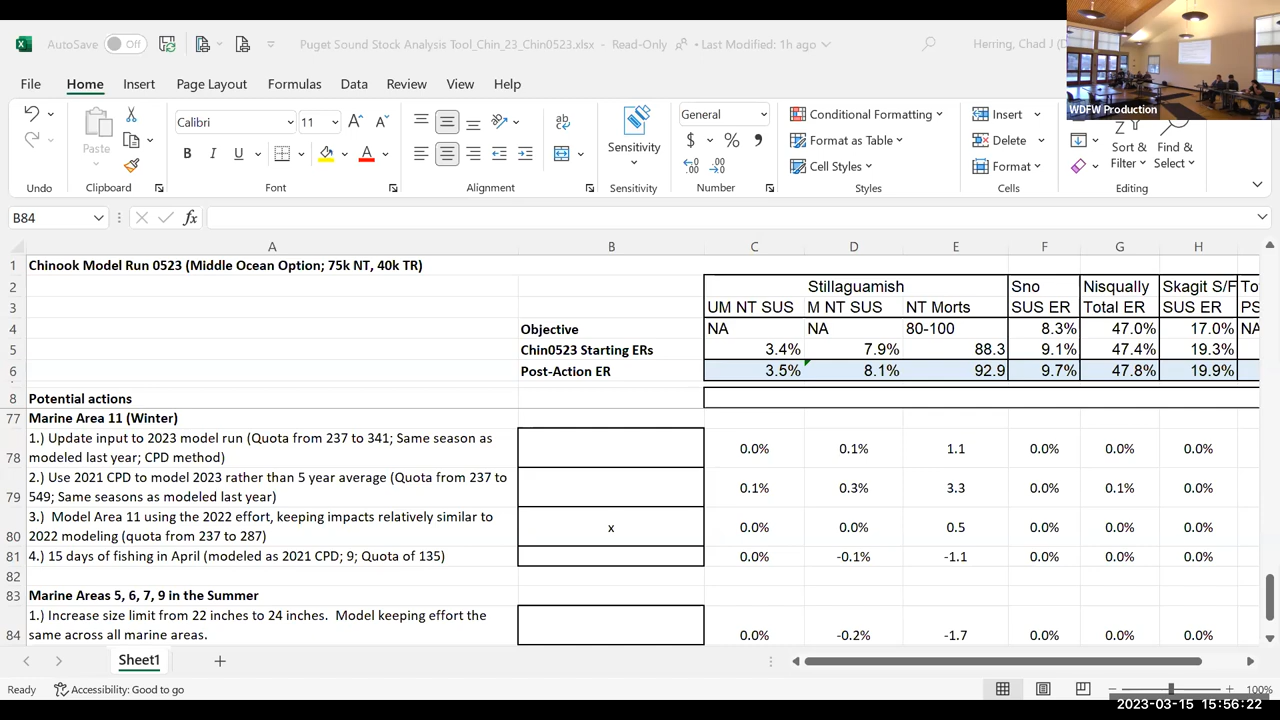 AutoSave Off Puget Sound Stock Analysis Tool_Chin_23_Chin0523.xlsx - Read-Only • Last Modified: 1h ago Herring, Chad J (D
WDFW Production
File Home Insert Page Layout Formulas Data Review View Help
Calibri 11 General Conditional Formatting Insert
Paste Sensitivity Format as Table Delete Sort & Find &
B I U $ % , Cell Styles Format Filter Select
Undo Clipboard Font Alignment Sensitivity Number Styles Cells Editing
B84 fx
A B C D E F G H
1 Chinook Model Run 0523 (Middle Ocean Option; 75k NT, 40k TR)
2 Stillaguamish Sno Nisqually Skagit S/F To
3 UM NT SUS M NT SUS NT Morts SUS ER Total ER SUS ER PS
4 Objective NA NA 80-100 8.3% 47.0% 17.0% NA
5 Chin0523 Starting ERs 3.4% 7.9% 88.3 9.1% 47.4% 19.3%
6 Post-Action ER 3.5% 8.1% 92.9 9.7% 47.8% 19.9%
8 Potential actions
77 Marine Area 11 (Winter)
1.) Update input to 2023 model run (Quota from 237 to 341; Same season as
78 modeled last year; CPD method) 0.0% 0.1% 1.1 0.0% 0.0% 0.0%
2.) Use 2021 CPD to model 2023 rather than 5 year average (Quota from 237 to
79 549; Same seasons as modeled last year) 0.1% 0.3% 3.3 0.0% 0.1% 0.0%
3.) Model Area 11 using the 2022 effort, keeping impacts relatively similar to
80 2022 modeling (quota from 237 to 287) x 0.0% 0.0% 0.5 0.0% 0.0% 0.0%
81 4.) 15 days of fishing in April (modeled as 2021 CPD; 9; Quota of 135) 0.0% -0.1% -1.1 0.0% 0.0% 0.0%
82
83 Marine Areas 5, 6, 7, 9 in the Summer
1.) Increase size limit from 22 inches to 24 inches. Model keeping effort the
84 same across all marine areas. 0.0% -0.2% -1.7 0.0% 0.0% 0.0%
Sheet1
Ready Accessibility: Good to go 100%
2023-03-15 15:56:22